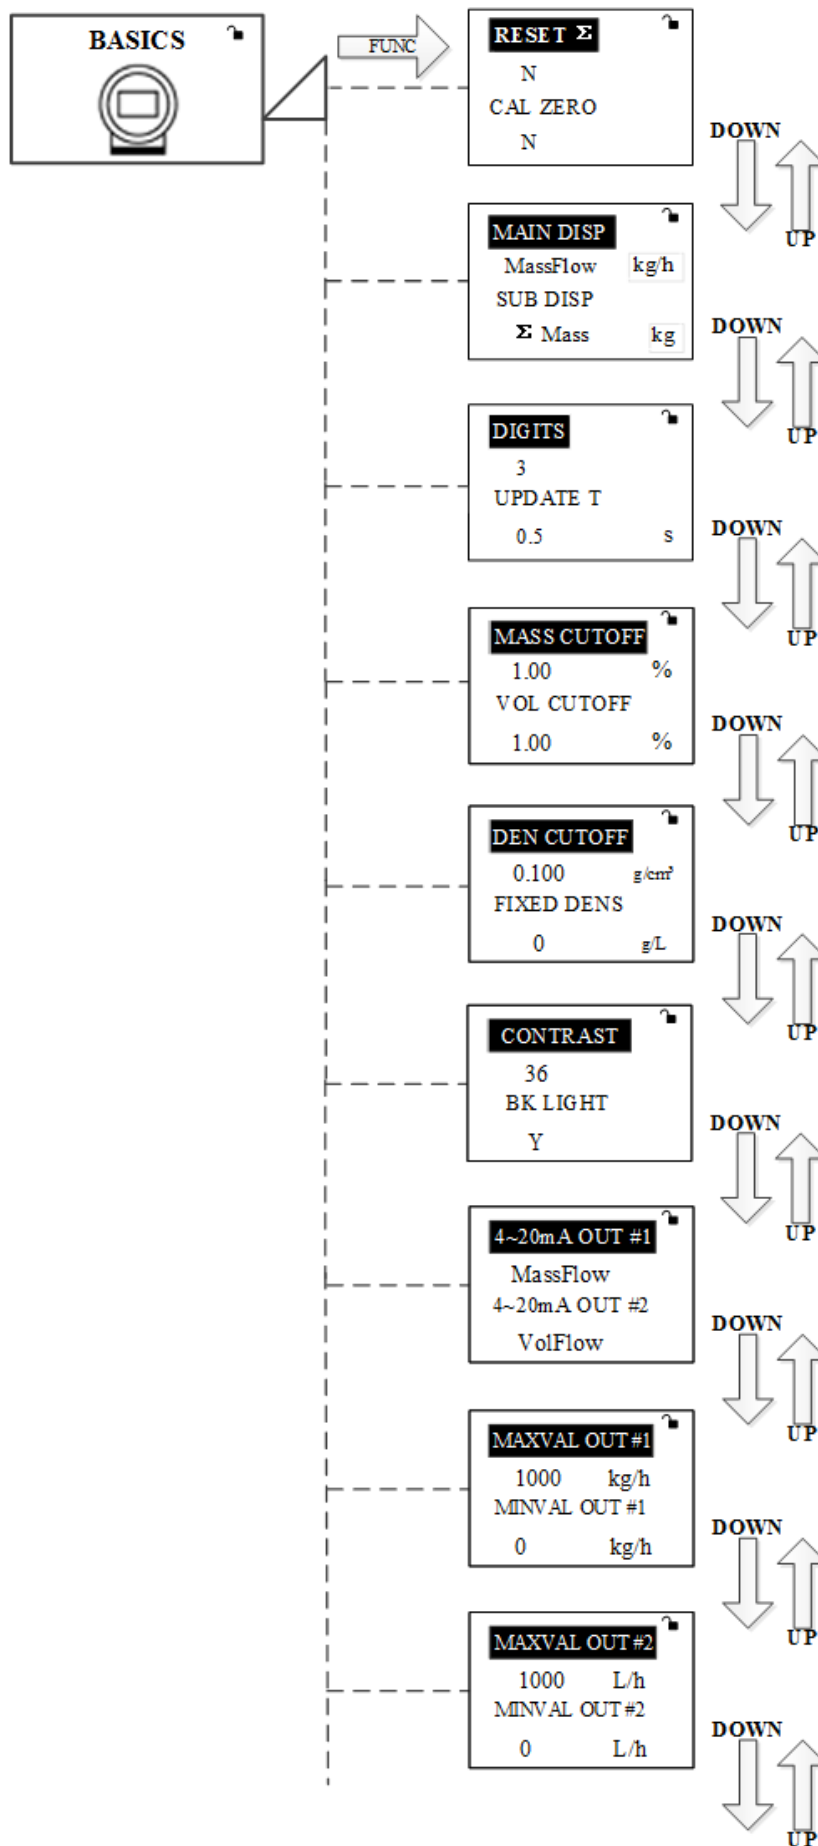 BASICS
FUNC
RESET Σ
N
CAL ZERO
N
DOWN
UP
MAIN DISP
MassFlow kg/h
SUB DISP
Σ Mass kg
DOWN
UP
DIGITS
3
UPDATE T
0.5 s
DOWN
UP
MASS CUTOFF
1.00 %
VOL CUTOFF
1.00 %
DOWN
UP
DEN CUTOFF
0.100 g/cm³
FIXED DENS
0 g/L
DOWN
UP
CONTRAST
36
BK LIGHT
Y
DOWN
UP
4~20mA OUT #1
MassFlow
4~20mA OUT #2
VolFlow
DOWN
UP
MAXVAL OUT #1
1000 kg/h
MINVAL OUT #1
0 kg/h
DOWN
UP
MAXVAL OUT #2
1000 L/h
MINVAL OUT #2
0 L/h
DOWN
UP